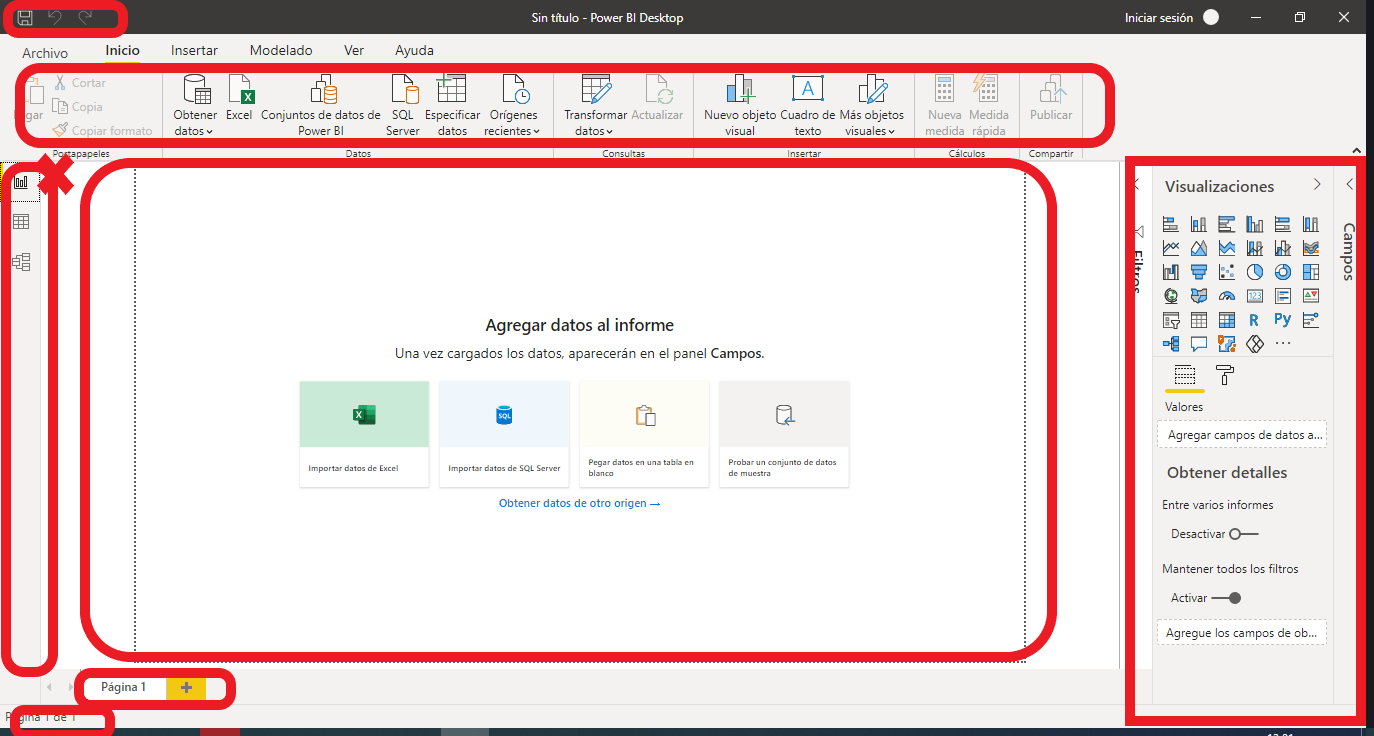 Sin título - Power BI Desktop
Iniciar sesión
Archivo
Inicio
Insertar
Modelado
Ver
Ayuda
Cortar
Copia
Copiar formato
Portapapeles
Obtener
datos
Excel
Conjuntos de datos de
Power BI
SQL
Server
Especificar
datos
Orígenes
recientes
Datos
Transformar
datos
Actualizar
Consultas
Nuevo objeto
visual
Cuadro de
texto
Más objetos
visuales
Insertar
Nueva
medida
Medida
rápida
Cálculos
Publicar
Compartir
Agregar datos al informe
Una vez cargados los datos, aparecerán en el panel Campos.
Importar datos de Excel
SQL
Importar datos de SQL Server
Pegar datos en una tabla en
blanco
Probar un conjunto de datos
de muestra
Obtener datos de otro origen →
Filtros
Visualizaciones
123
R
Py
Valores
Agregar campos de datos a...
Obtener detalles
Entre varios informes
Desactivar
Mantener todos los filtros
Activar
Agregue los campos de ob...
Campos
Página 1
Página 1 de 1